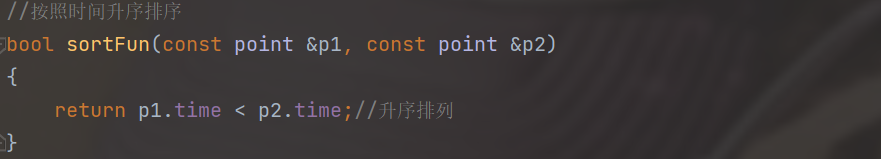 //按照时间升序排序
bool sortFun(const point &p1, const point &p2)
{
    return p1.time < p2.time;//升序排列
}